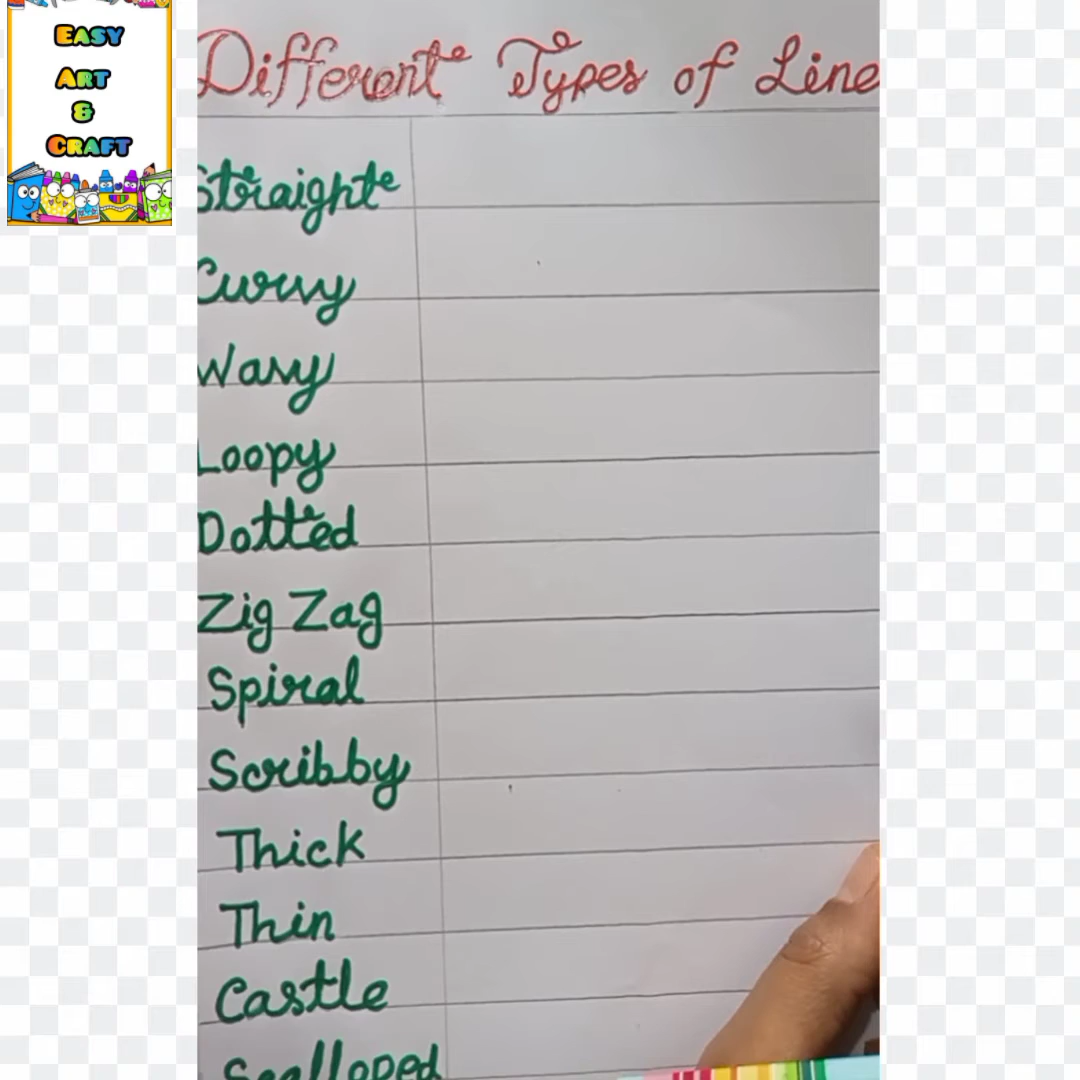 EASY
ART
&
CRAFT
Different Types of Line
Straight
Curvy
Wavy
Loopy
Dotted
Zig Zag
Spiral
Scribby
Thick
Thin
Castle
Scalloped